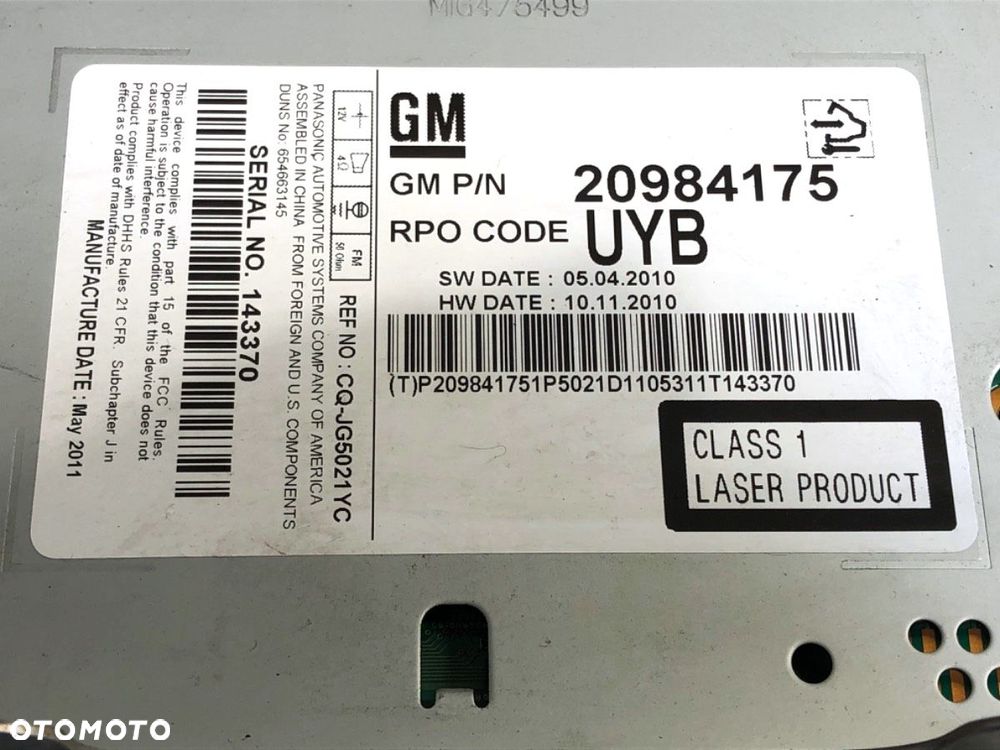 MIG475499
GM
GM P/N 20984175
RPO CODE UYB
SW DATE : 05.04.2010
HW DATE : 10.11.2010
(T)P209841751P5021D1105311T143370
CLASS 1
LASER PRODUCT
12V
4Ω
FM
50 Ohm
REF NO : CQ-JG5021YC
PANASONIC AUTOMOTIVE SYSTEMS COMPANY OF AMERICA
ASSEMBLED IN CHINA FROM FOREIGN AND U.S. COMPONENTS
DUNS No: 654663145
SERIAL NO. 143370
This device complies with part 15 of the FCC Rules.
Operation is subject to the condition that this device does not
cause harmful interference.
Product complies with DHHS Rules 21 CFR. Subchapter J in
effect as of date of manufacture.
MANUFACTURE DATE : May 2011
OTOMOTO